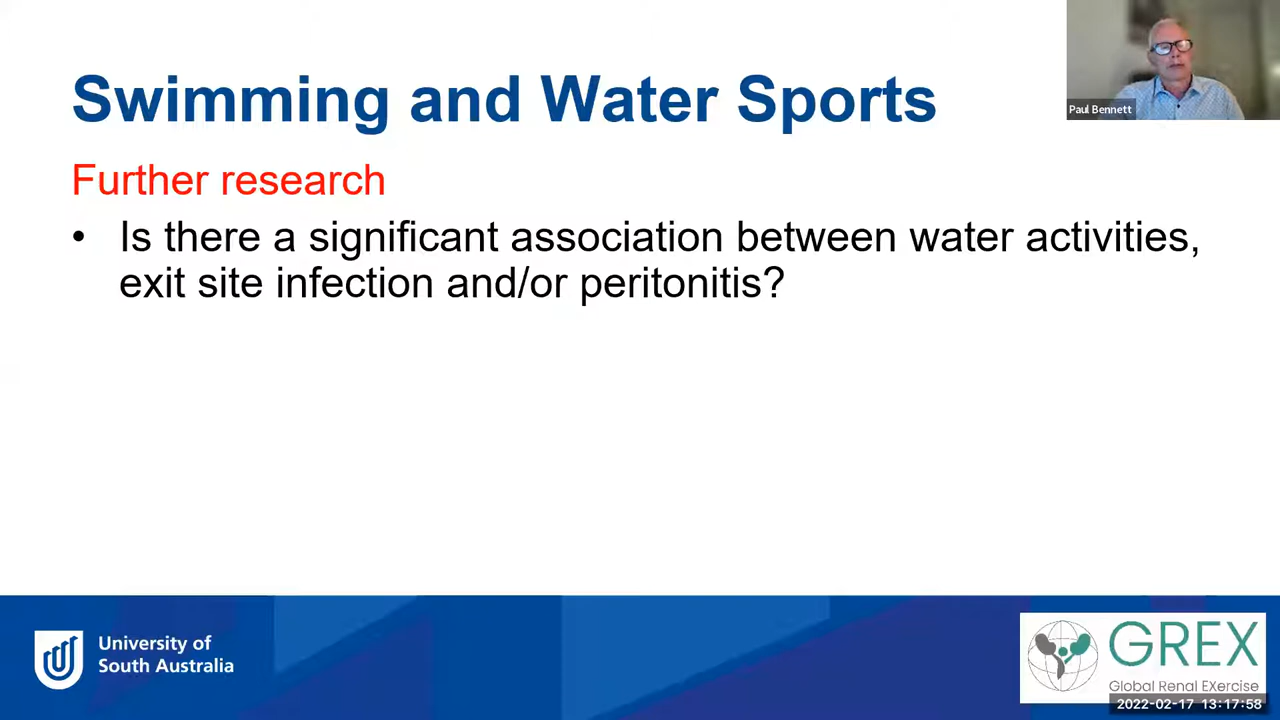 Swimming and Water Sports
Paul Bennett
Further research
• Is there a significant association between water activities,
exit site infection and/or peritonitis?
University of
South Australia
GREX
Global Renal EXercise
2022-02-17 13:17:58